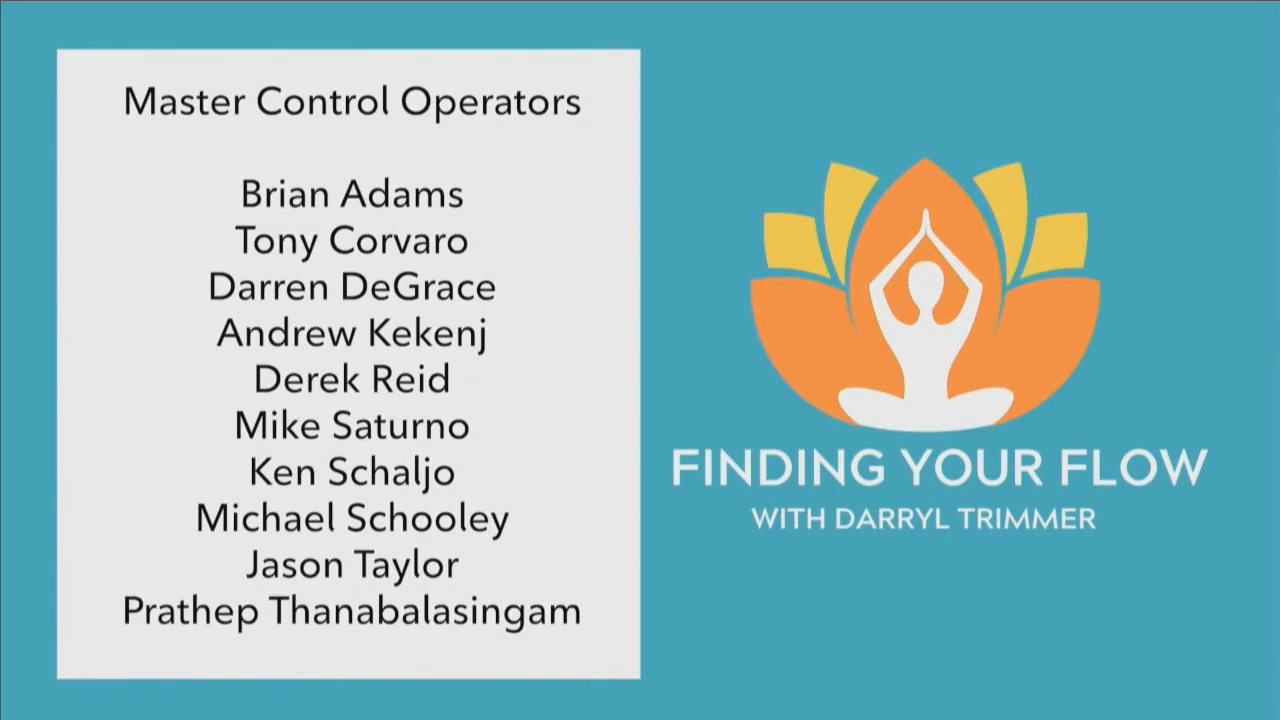 Master Control Operators
Brian Adams
Tony Corvaro
Darren DeGrace
Andrew Kekenj
Derek Reid
Mike Saturno
Ken Schaljo
Michael Schooley
Jason Taylor
Prathep Thanabalasingam
FINDING YOUR FLOW
WITH DARRYL TRIMMER